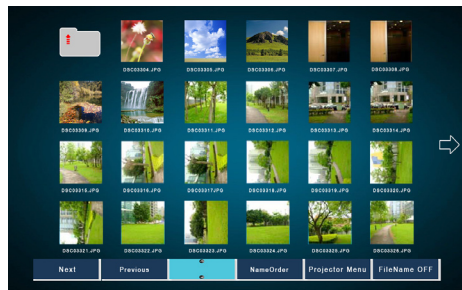 DSC03304.JPG DSC03305.JPG DSC03306.JPG DSC03307.JPG DSC03308.JPG
DSC03309.JPG DSC03310.JPG DSC03311.JPG DSC03312.JPG DSC03313.JPG DSC03314.JPG
DSC03315.JPG DSC03316.JPG DSC03317.JPG DSC03318.JPG DSC03319.JPG DSC03320.JPG
DSC03321.JPG DSC03322.JPG DSC03323.JPG DSC03324.JPG DSC03325.JPG DSC03326.JPG
Next Previous NameOrder Projector Menu FileName OFF